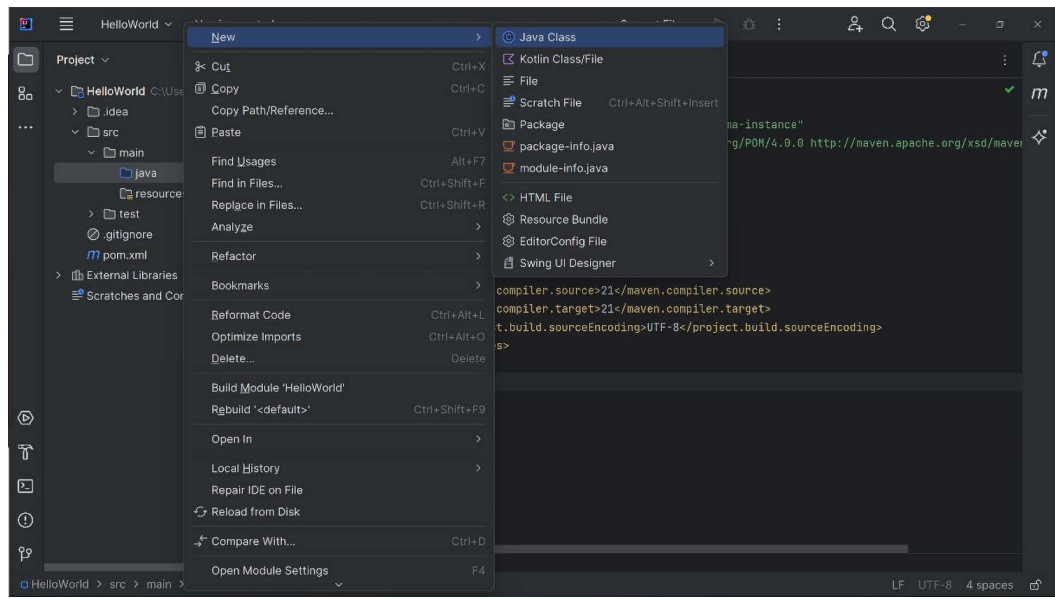 HelloWorld
Project
HelloWorld C:\Use
.idea
src
main
java
resource
test
.gitignore
m pom.xml
External Libraries
Scratches and Cor
New
Cut Ctrl+X
Copy Ctrl+C
Copy Path/Reference...
Paste Ctrl+V
Find Usages Alt+F7
Find in Files... Ctrl+Shift+F
Replace in Files... Ctrl+Shift+R
Analyze
Refactor
Bookmarks
Reformat Code Ctrl+Alt+L
Optimize Imports Ctrl+Alt+O
Delete... Delete
Build Module 'HelloWorld'
Rebuild '<default>' Ctrl+Shift+F9
Open In
Local History
Repair IDE on File
Reload from Disk
Compare With... Ctrl+D
Open Module Settings F4
Java Class
Kotlin Class/File
File
Scratch File Ctrl+Alt+Shift+Insert
Package
package-info.java
module-info.java
HTML File
Resource Bundle
EditorConfig File
Swing UI Designer
ma-instance"
rg/POM/4.0.0 http://maven.apache.org/xsd/maven
compiler.source>21</maven.compiler.source>
compiler.target>21</maven.compiler.target>
t.build.sourceEncoding>UTF-8</project.build.sourceEncoding>
s>
m
HelloWorld > src > main >
LF UTF-8 4 spaces